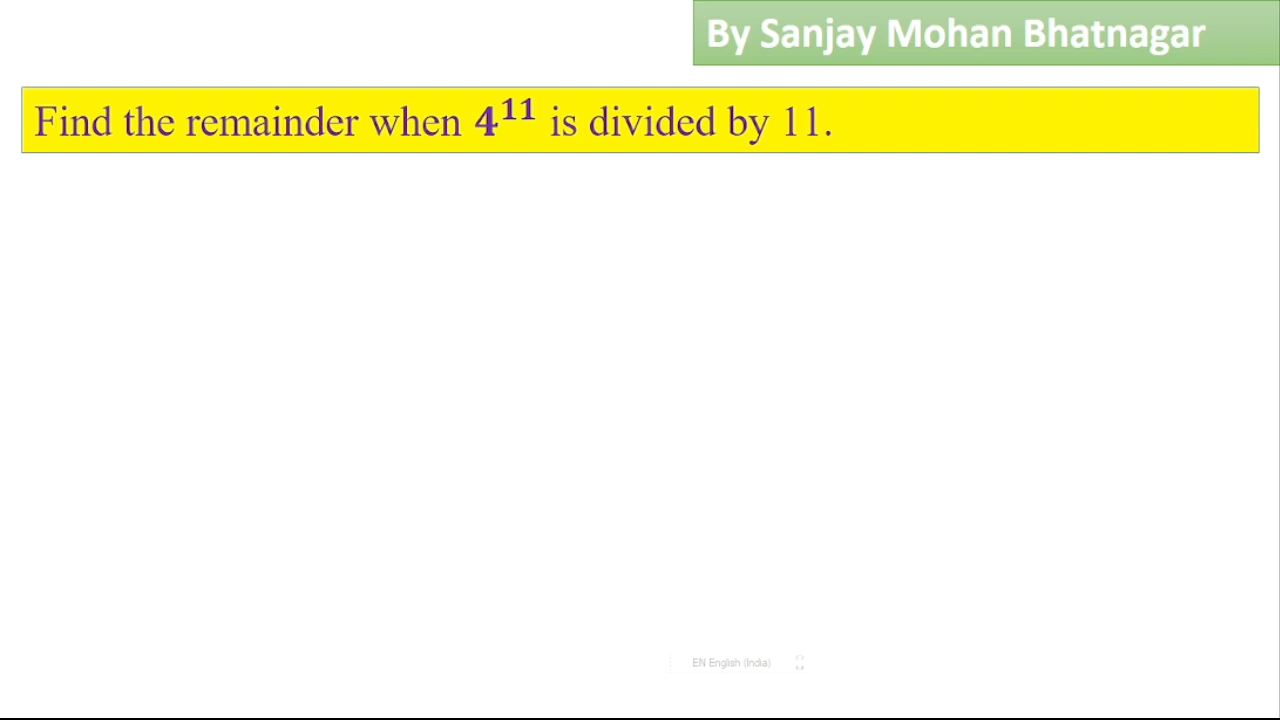 By Sanjay Mohan Bhatnagar
Find the remainder when 4¹¹ is divided by 11.
EN English (India)